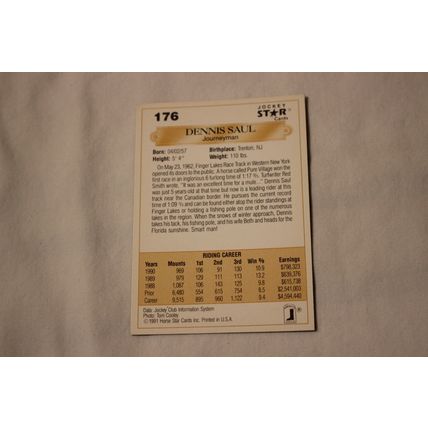 176
JOCKEY
ST★R®
Cards
DENNIS SAUL
Journeyman
Born: 04/02/57 Birthplace: Trenton, NJ
Height: 5' 4" Weight: 110 lbs.
On May 23, 1962, Finger Lakes Race Track in Western New York
opened its doors to the public. A horse called Pure Village won the
first race in an inglorious 6 furlong time of 1:17 ⅗. Turfwriter Red
Smith wrote, "It was an excellent time for a mule..." Dennis Saul
was just 5 years old at that time but now is a leading rider at this
track near the Canadian border. He pursues the current record
time of 1:09 ⅕ and can be found either atop the rider standings at
Finger Lakes or holding a fishing pole on one of the numerous
lakes in the region. When the snows of winter approach, Dennis
takes his tack, his fishing pole, and his wife Beth and heads for the
Florida sunshine. Smart man!
RIDING CAREER
Years Mounts 1st 2nd 3rd Win % Earnings
1990 969 106 91 130 10.9 $798,323
1989 979 129 111 113 13.2 $639,376
1988 1,087 106 143 125 9.8 $615,738
Prior 6,480 554 615 754 8.5 $2,541,003
Career 9,515 895 960 1,122 9.4 $4,594,440
Data: Jockey Club Information System
Photo: Tom Cooley
© 1991 Horse Star Cards Inc. Printed in U.S.A.